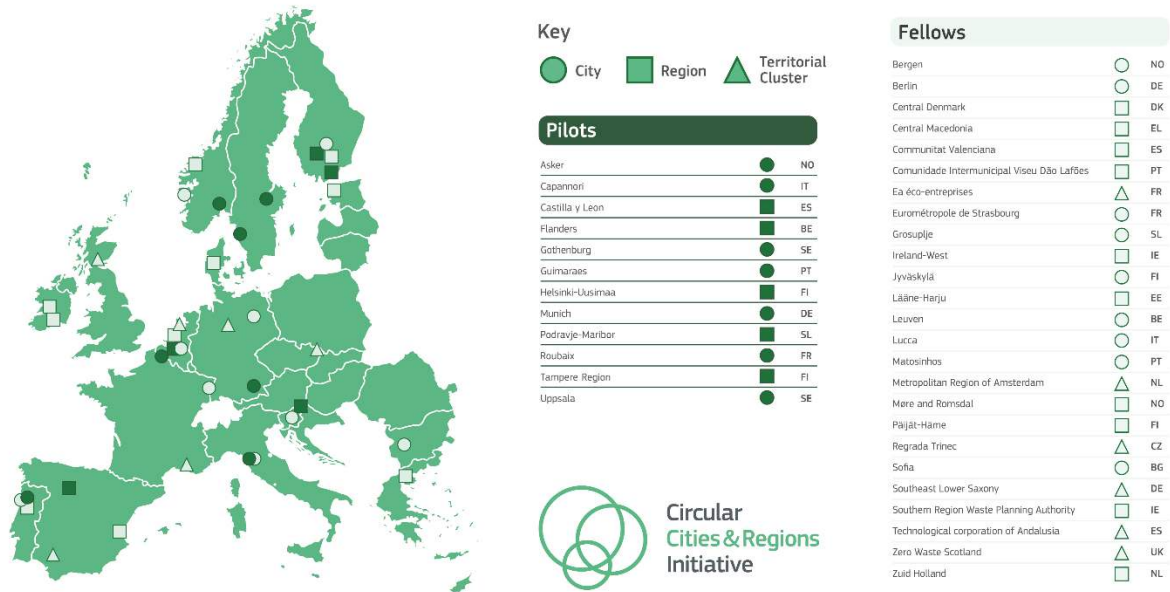 Key
City
Region
Territorial
Cluster
Pilots
Asker NO
Capannori IT
Castilla y Leon ES
Flanders BE
Gothenburg SE
Guimaraes PT
Helsinki-Uusimaa FI
Munich DE
Podravje-Maribor SL
Roubaix FR
Tampere Region FI
Uppsala SE
Circular
Cities & Regions
Initiative
Fellows
Bergen NO
Berlin DE
Central Denmark DK
Central Macedonia EL
Communitat Valenciana ES
Comunidade Intermunicipal Viseu Dão Lafões PT
Ea éco-entreprises FR
Eurométropole de Strasbourg FR
Grosuplje SL
Ireland-West IE
Jyväskylä FI
Lääne-Harju EE
Leuven BE
Lucca IT
Matosinhos PT
Metropolitan Region of Amsterdam NL
Møre and Romsdal NO
Päijät-Häme FI
Regrada Trinec CZ
Sofia BG
Southeast Lower Saxony DE
Southern Region Waste Planning Authority IE
Technological corporation of Andalusia ES
Zero Waste Scotland UK
Zuid Holland NL